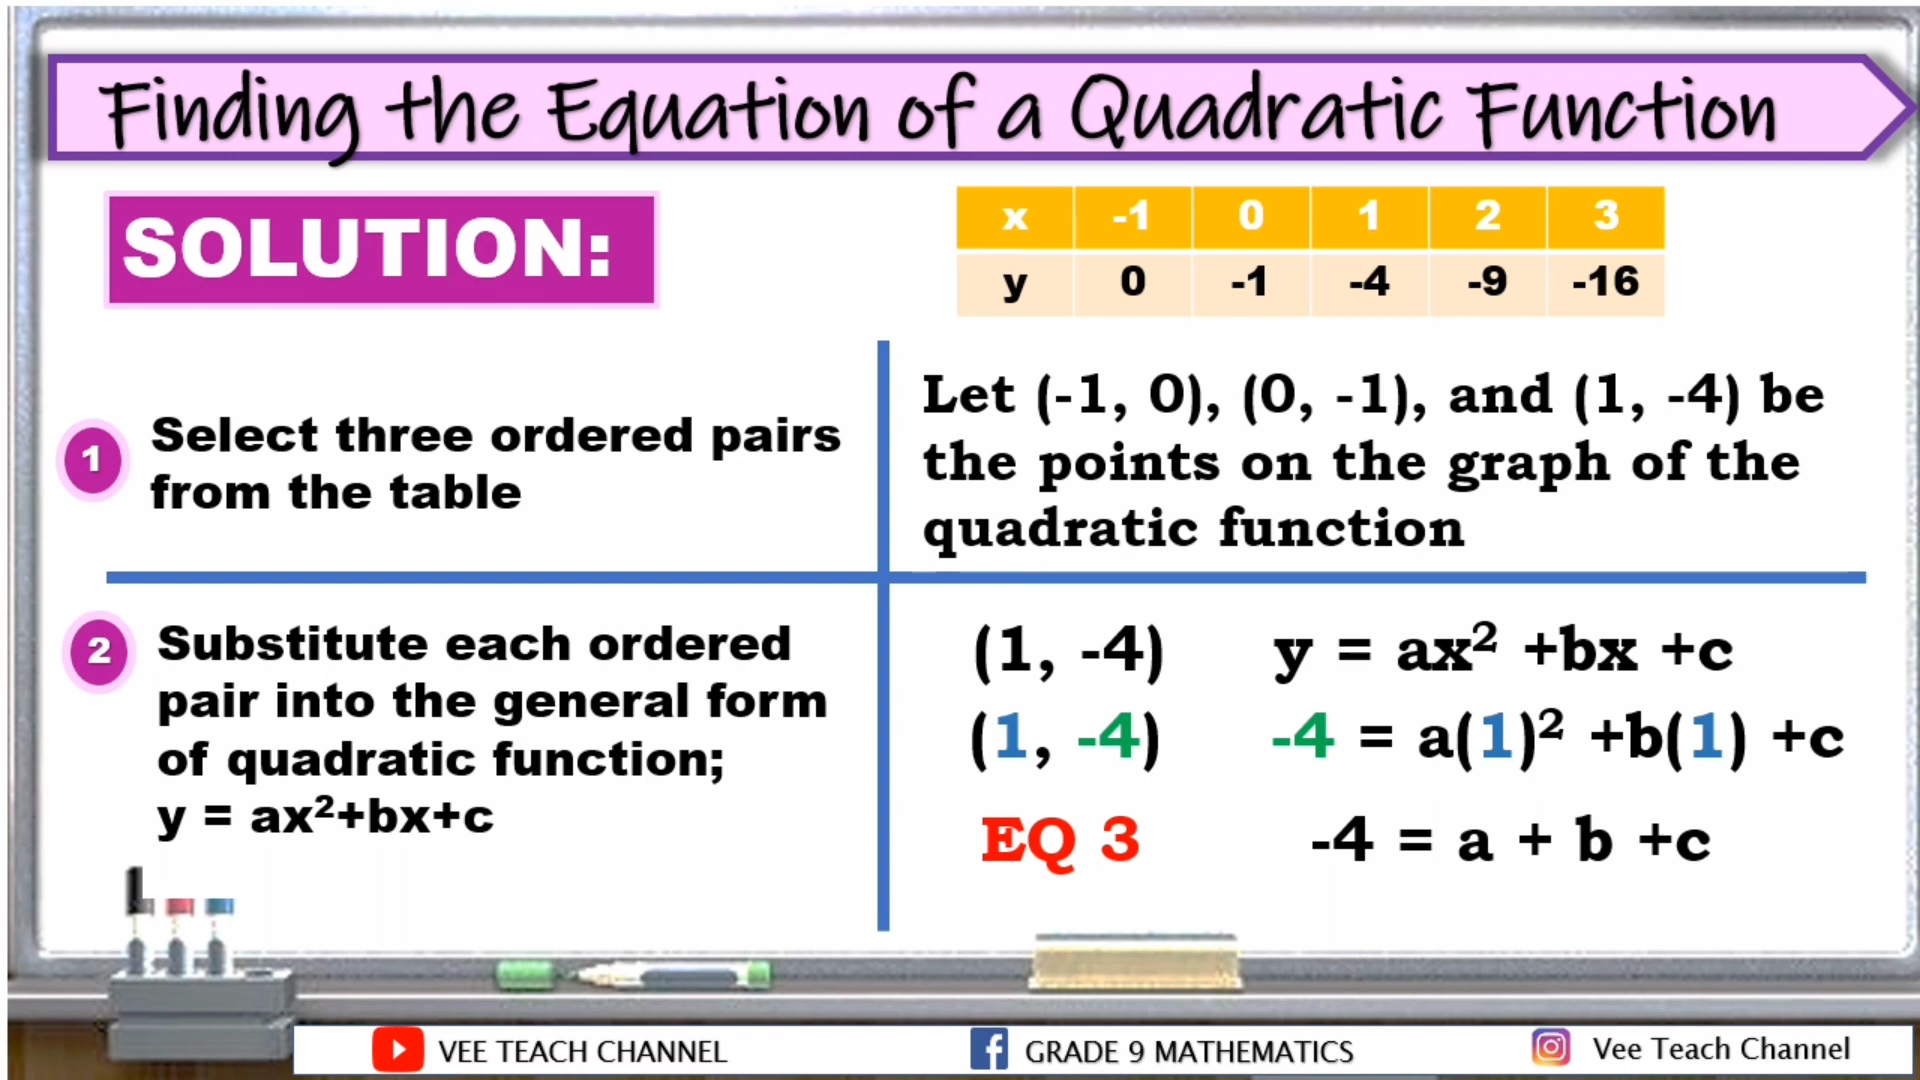 Finding the Equation of a Quadratic Function
SOLUTION:
x -1 0 1 2 3
y 0 -1 -4 -9 -16
1 Select three ordered pairs
from the table
Let (-1, 0), (0, -1), and (1, -4) be
the points on the graph of the
quadratic function
2 Substitute each ordered
pair into the general form
of quadratic function;
y = ax²+bx+c
(1, -4) y = ax² +bx +c
(1, -4) -4 = a(1)² +b(1) +c
EQ 3 -4 = a + b +c
VEE TEACH CHANNEL
GRADE 9 MATHEMATICS
Vee Teach Channel